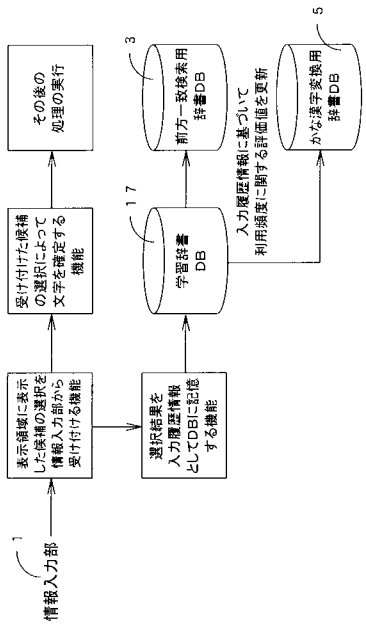 1
情報入力部
表示領域に表示
した候補の選択を
情報入力部から
受け付ける機能
受け付けた候補
の選択によって
文字を確定する
機能
その後の
処理の実行
選択結果を
入力履歴情報
としてDBに記憶
する機能
17
学習辞書
DB
3
前方一致検索用
辞書DB
入力履歴情報に基づいて
利用頻度に関する評価値を更新
5
かな漢字変換用
辞書DB